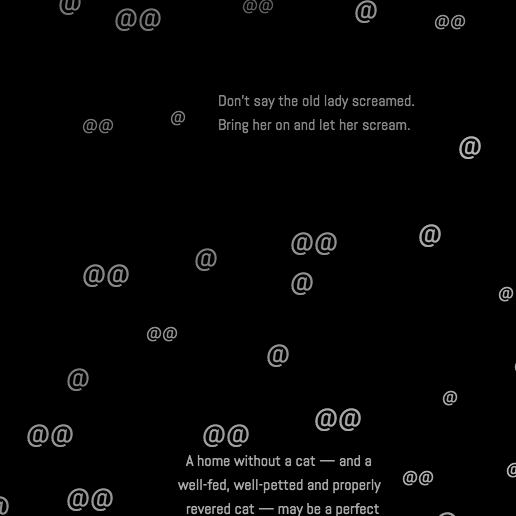 @ @@ @@ @ @@
Don't say the old lady screamed.
@@ @ Bring her on and let her scream.
@
@@ @
@@ @
@
@
@@
@
@
@
@@ @@ @@
A home without a cat — and a
@
well-fed, well-petted and properly @@
@@
revered cat — may be a perfect